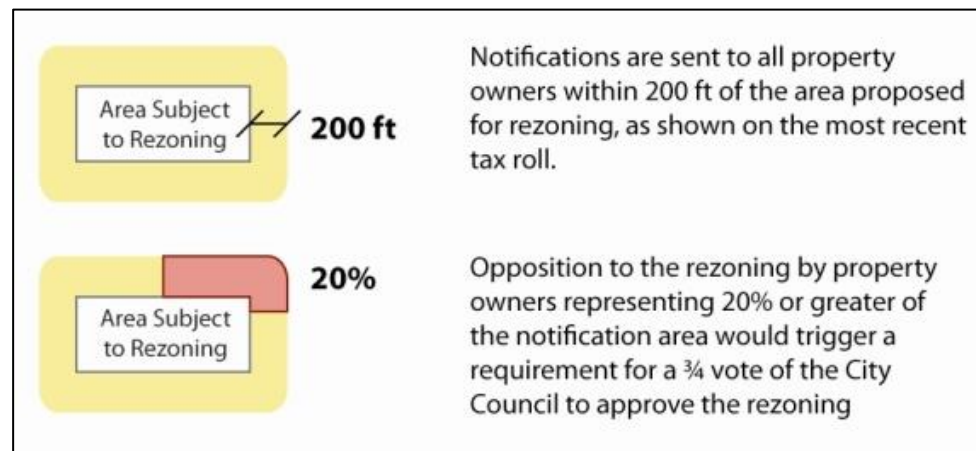 Area Subject
to Rezoning
200 ft
Notifications are sent to all property
owners within 200 ft of the area proposed
for rezoning, as shown on the most recent
tax roll.
Area Subject
to Rezoning
20%
Opposition to the rezoning by property
owners representing 20% or greater of
the notification area would trigger a
requirement for a ¾ vote of the City
Council to approve the rezoning